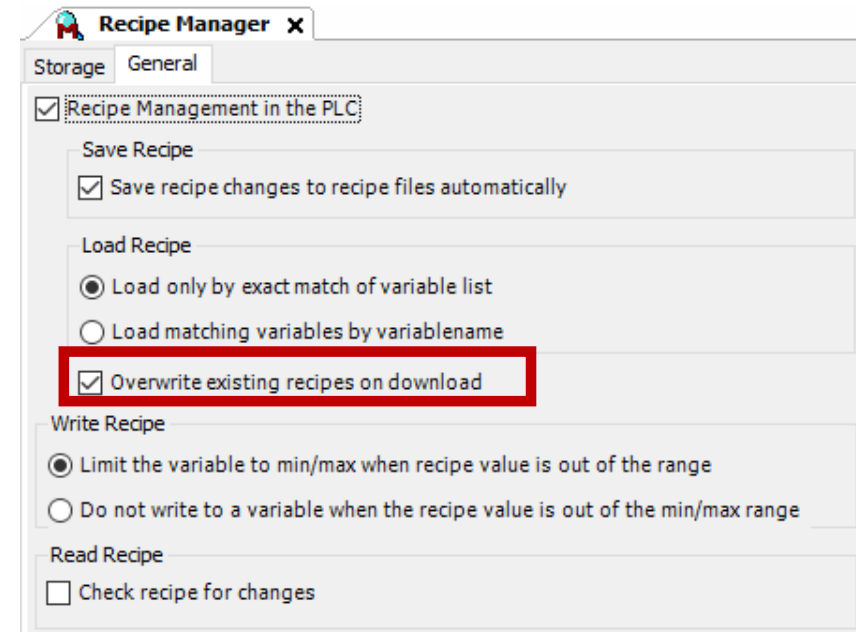 Recipe Manager x
Storage General
Recipe Management in the PLC
Save Recipe
Save recipe changes to recipe files automatically
Load Recipe
Load only by exact match of variable list
Load matching variables by variablename
Overwrite existing recipes on download
Write Recipe
Limit the variable to min/max when recipe value is out of the range
Do not write to a variable when the recipe value is out of the min/max range
Read Recipe
Check recipe for changes